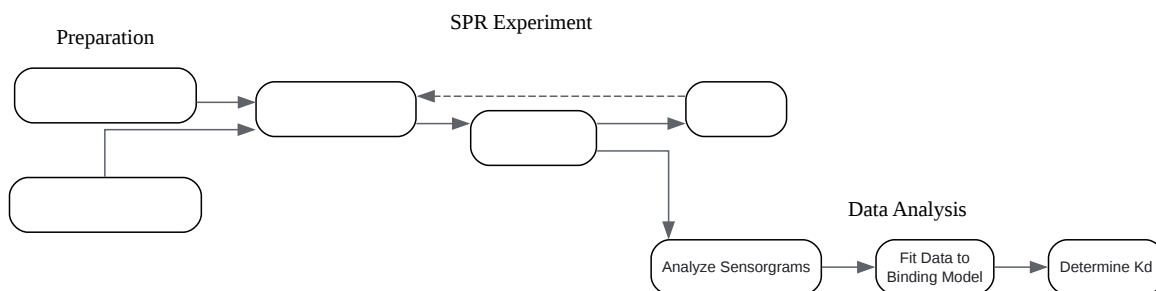 SPR Experiment
Preparation
Data Analysis
Analyze Sensorgrams
Fit Data to
Binding Model
Determine Kd